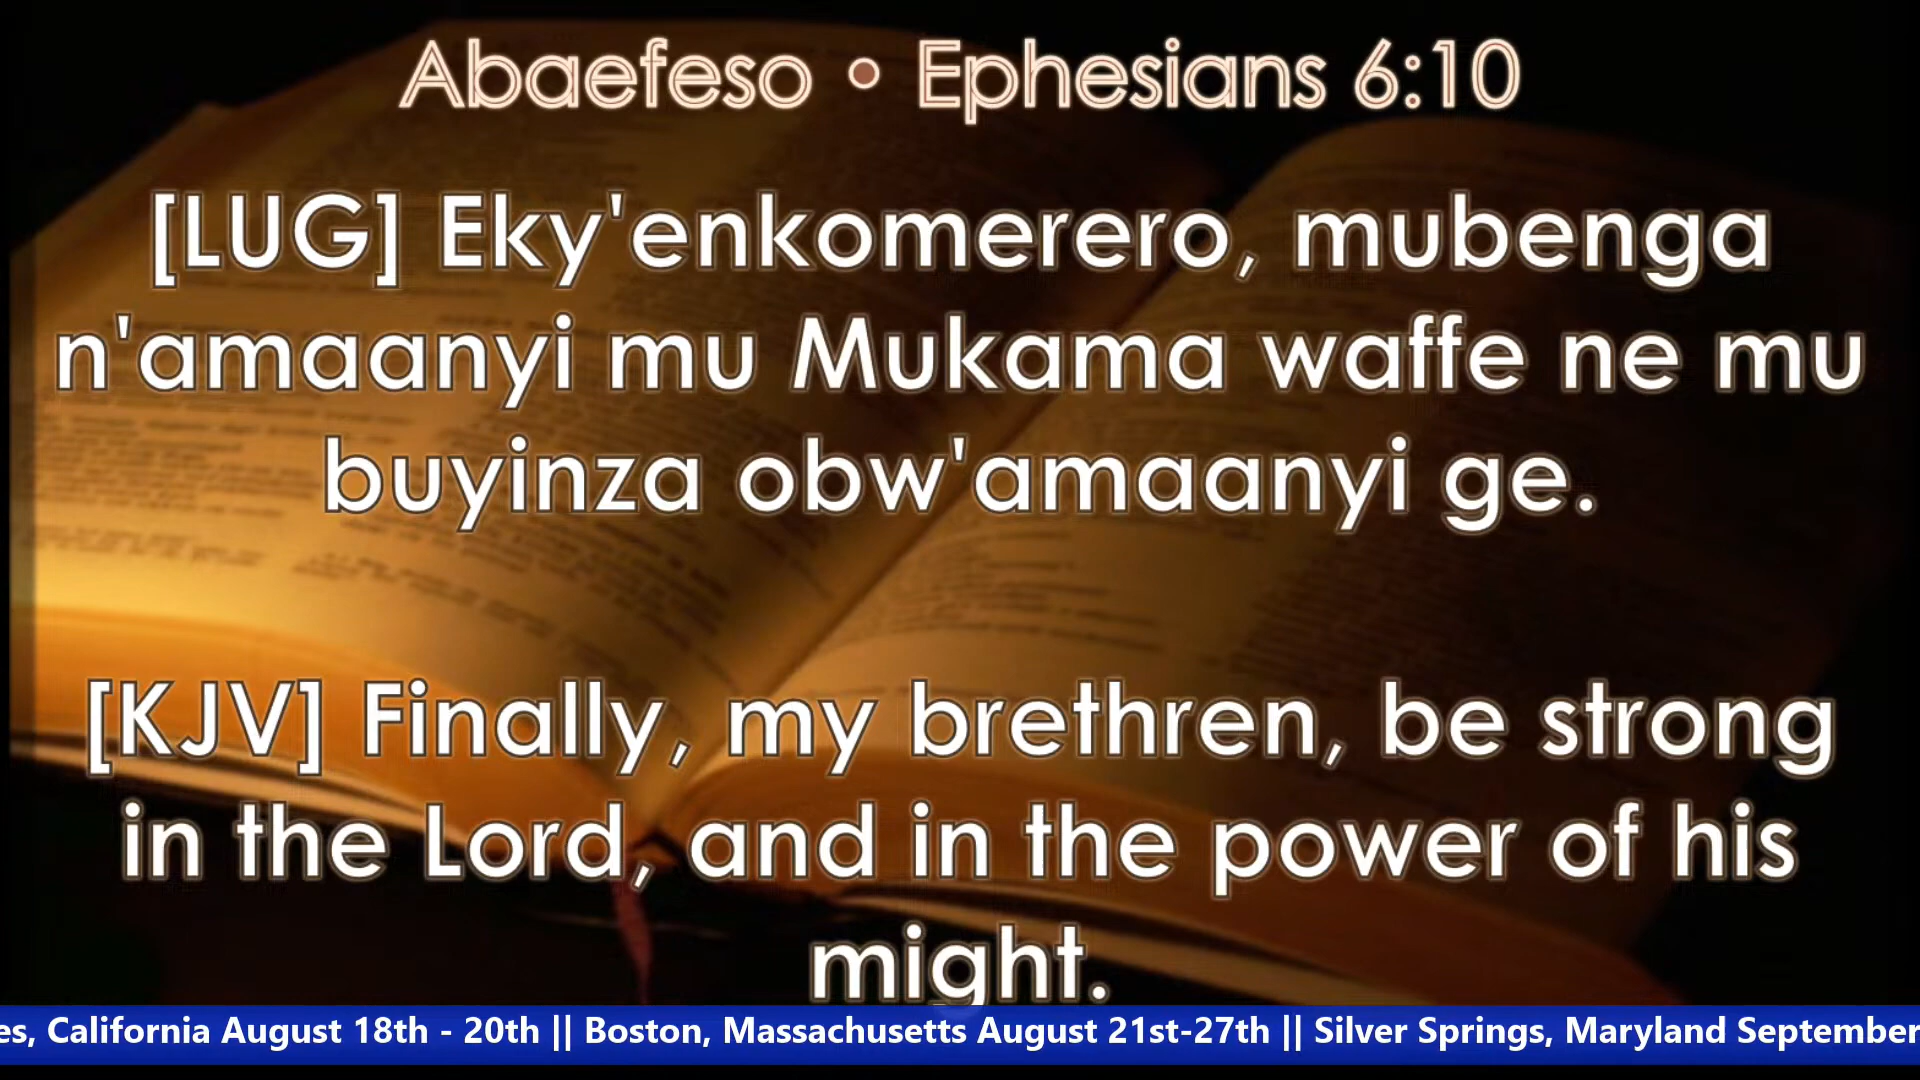 Abaefeso • Ephesians 6:10
[LUG] Eky'enkomerero, mubenga
n'amaanyi mu Mukama waffe ne mu
buyinza obw'amaanyi ge.
[KJV] Finally, my brethren, be strong
in the Lord, and in the power of his
might.
es, California August 18th - 20th || Boston, Massachusetts August 21st-27th || Silver Springs, Maryland September